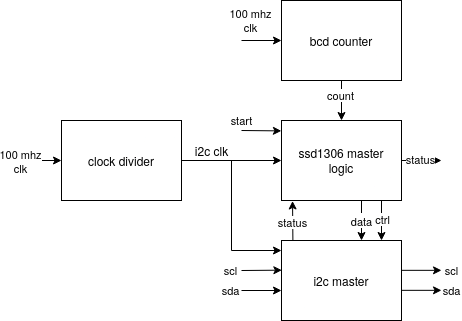 100 mhz
clk
bcd counter
count
start
100 mhz
clk
clock divider
i2c clk
ssd1306 master
logic
status
status
data
ctrl
scl
sda
i2c master
scl
sda